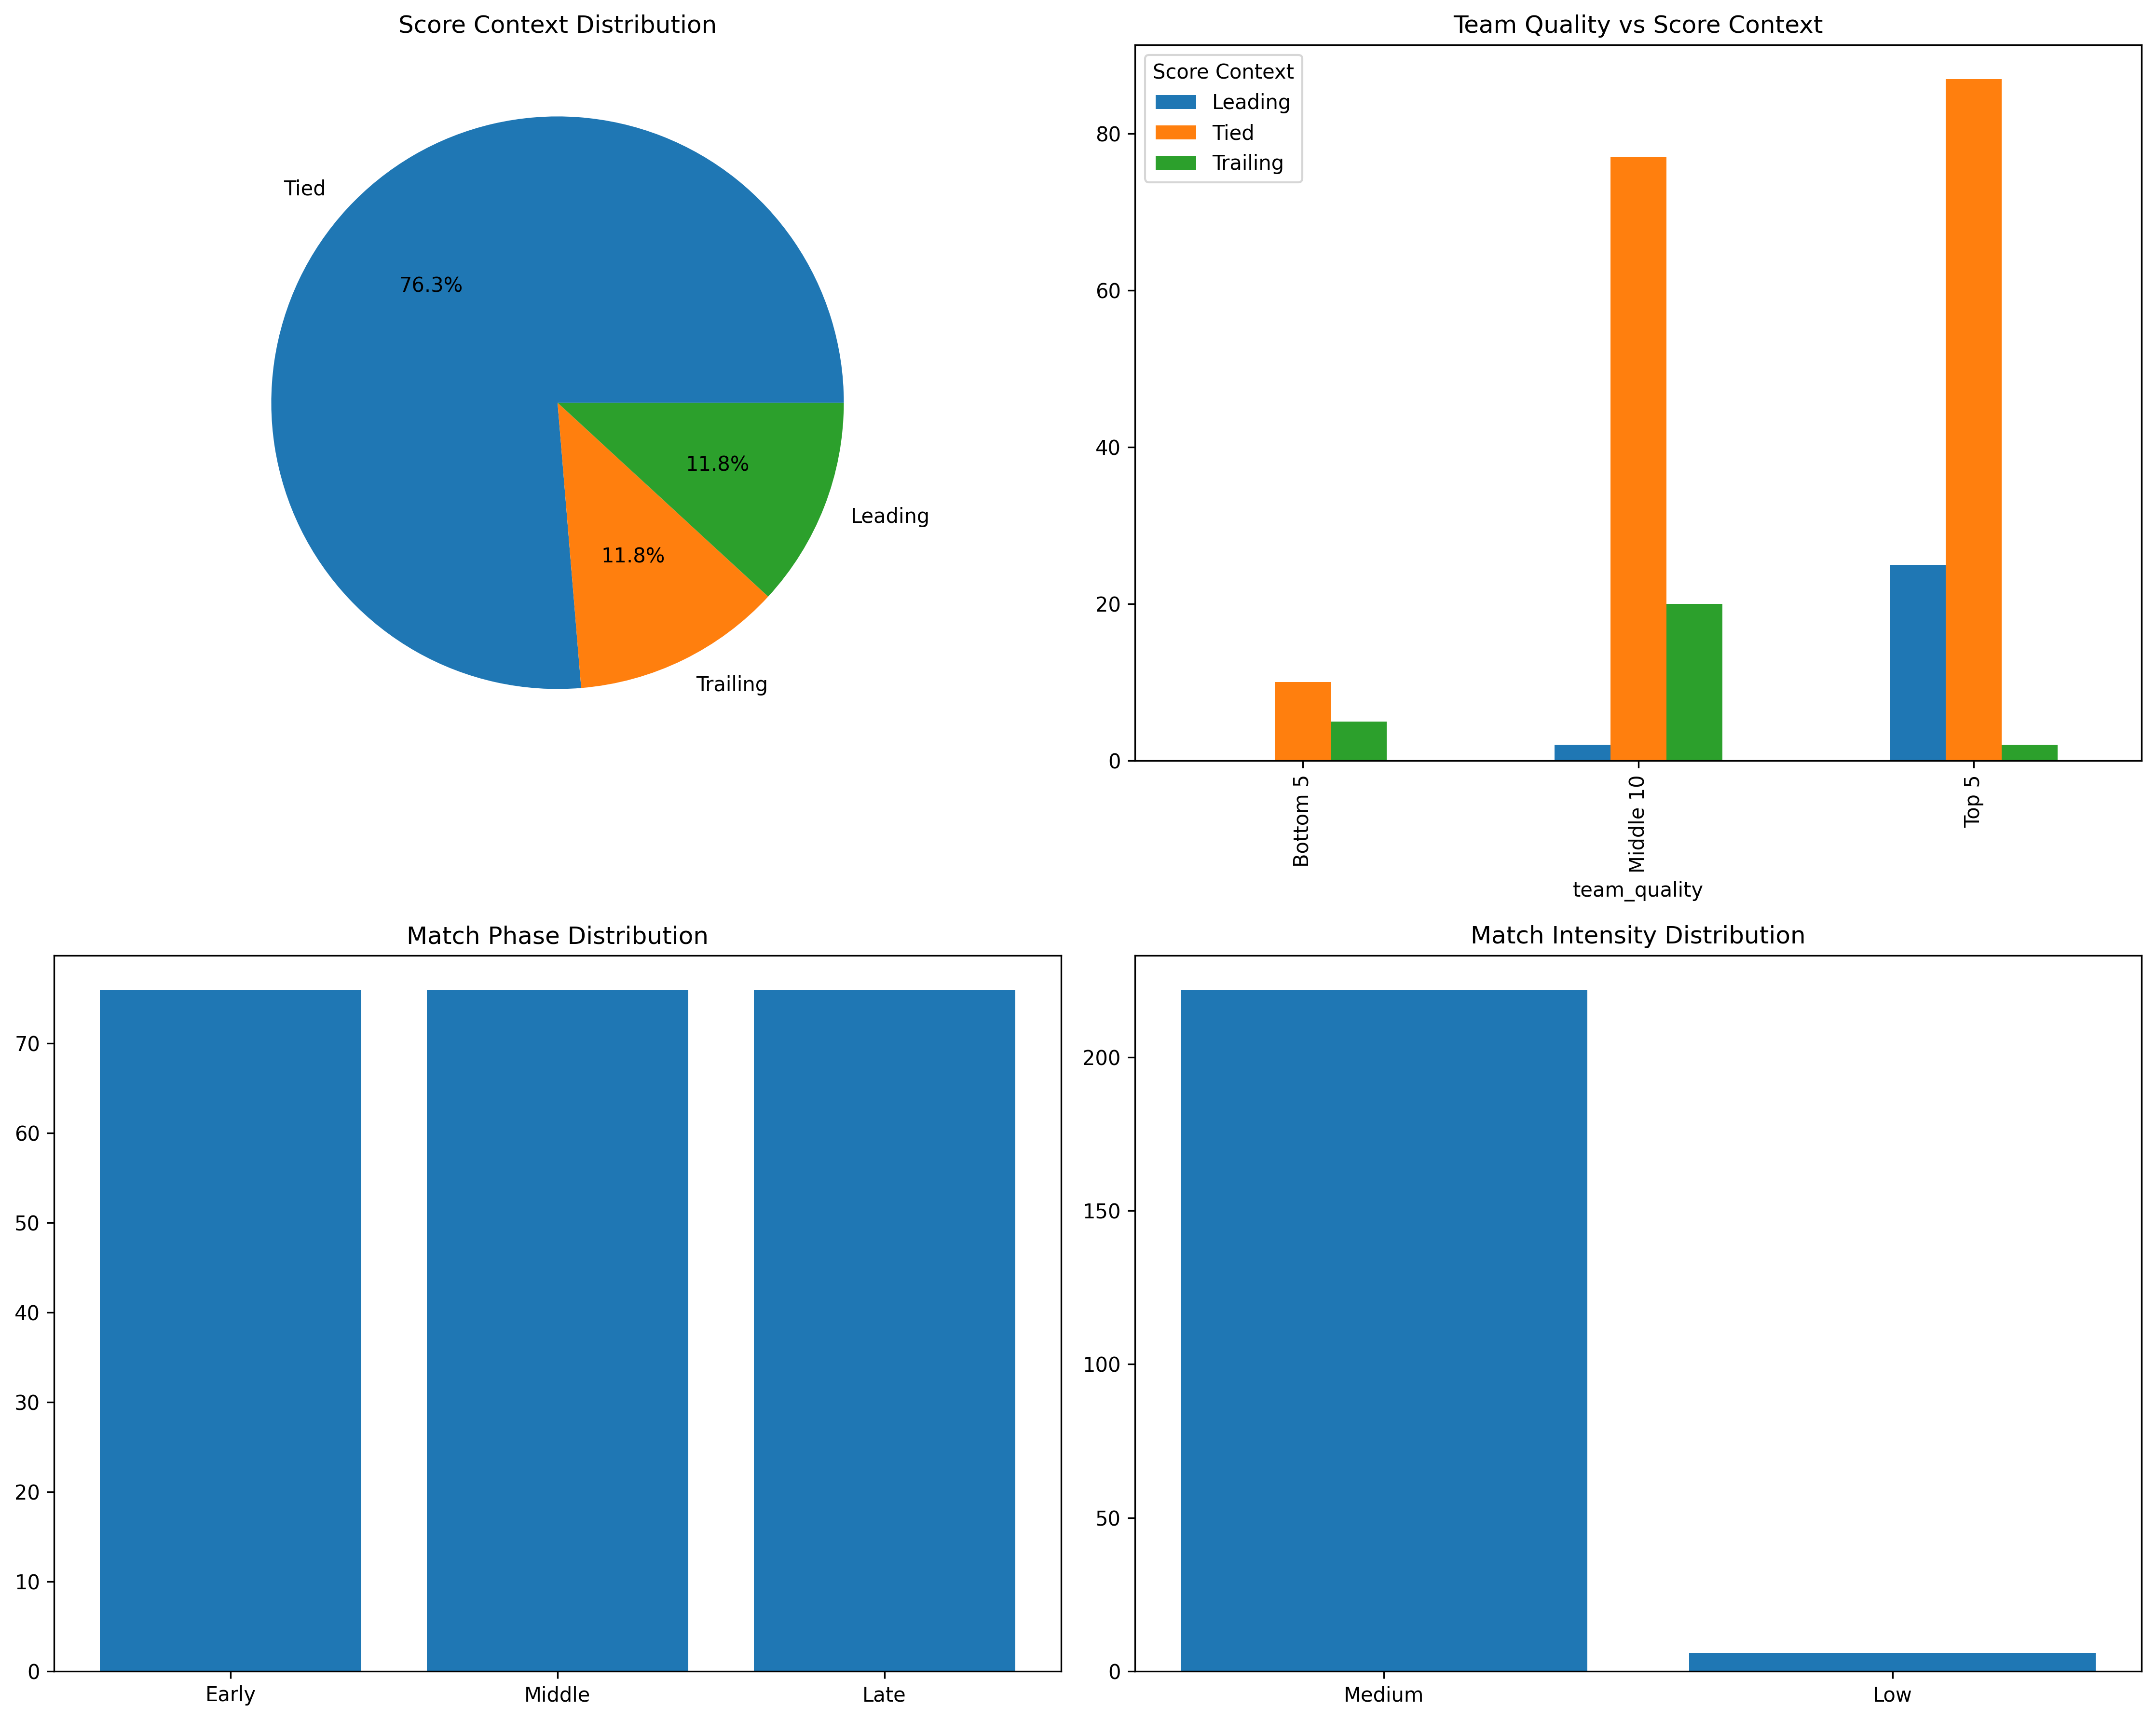 Score Context Distribution
Tied
76.3%
11.8%
Leading
11.8%
Trailing
Team Quality vs Score Context
Score Context
Leading
Tied
Trailing
80
60
40
20
0
Bottom 5
Middle 10
Top 5
team_quality
Match Phase Distribution
70
60
50
40
30
20
10
0
Early
Middle
Late
Match Intensity Distribution
200
150
100
50
0
Medium
Low